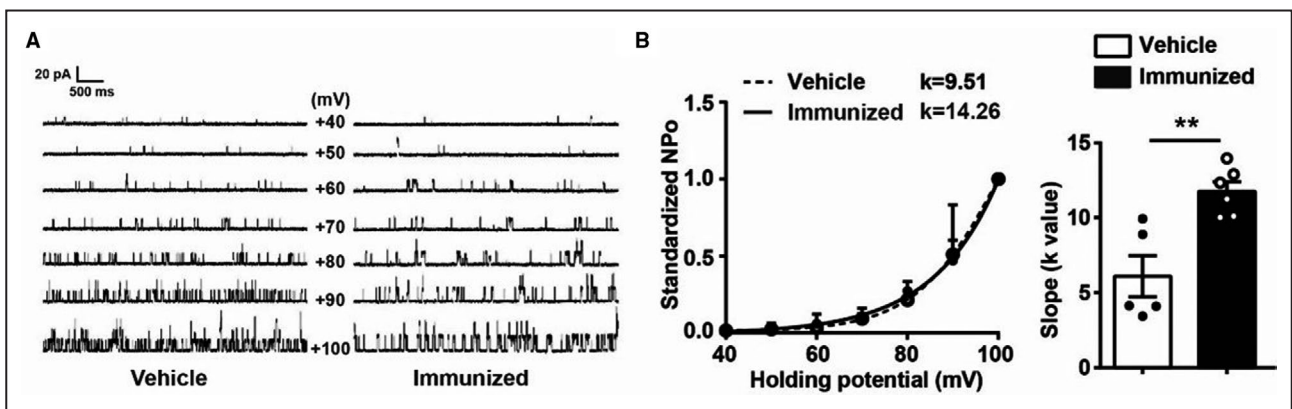 A
20 pA
500 ms
(mV)
+40
+50
+60
+70
+80
+90
+100
Vehicle
Immunized
B
Vehicle k=9.51
Immunized k=14.26
Standardized NPo
1.5
1.0
0.5
0.0
40 60 80 100
Holding potential (mV)
Vehicle
Immunized
**
Slope (k value)
15
10
5
0